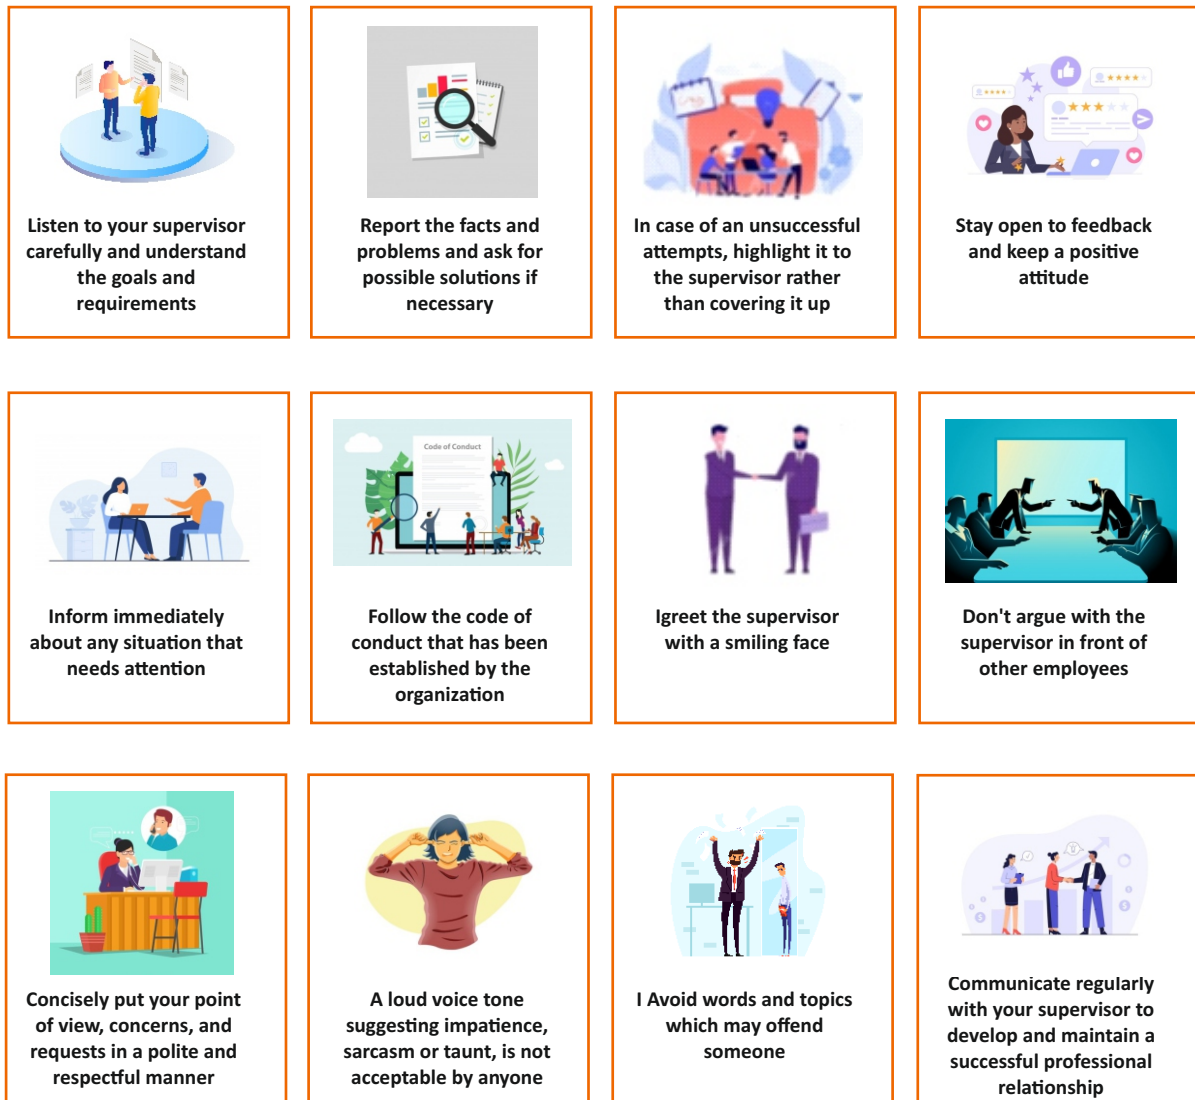 Listen to your supervisor
carefully and understand
the goals and
requirements
Report the facts and
problems and ask for
possible solutions if
necessary
In case of an unsuccessful
attempts, highlight it to
the supervisor rather
than covering it up
Stay open to feedback
and keep a positive
attitude
Inform immediately
about any situation that
needs attention
Code of Conduct
Follow the code of
conduct that has been
established by the
organization
Igreet the supervisor
with a smiling face
Don't argue with the
supervisor in front of
other employees
Concisely put your point
of view, concerns, and
requests in a polite and
respectful manner
A loud voice tone
suggesting impatience,
sarcasm or taunt, is not
acceptable by anyone
I Avoid words and topics
which may offend
someone
Communicate regularly
with your supervisor to
develop and maintain a
successful professional
relationship